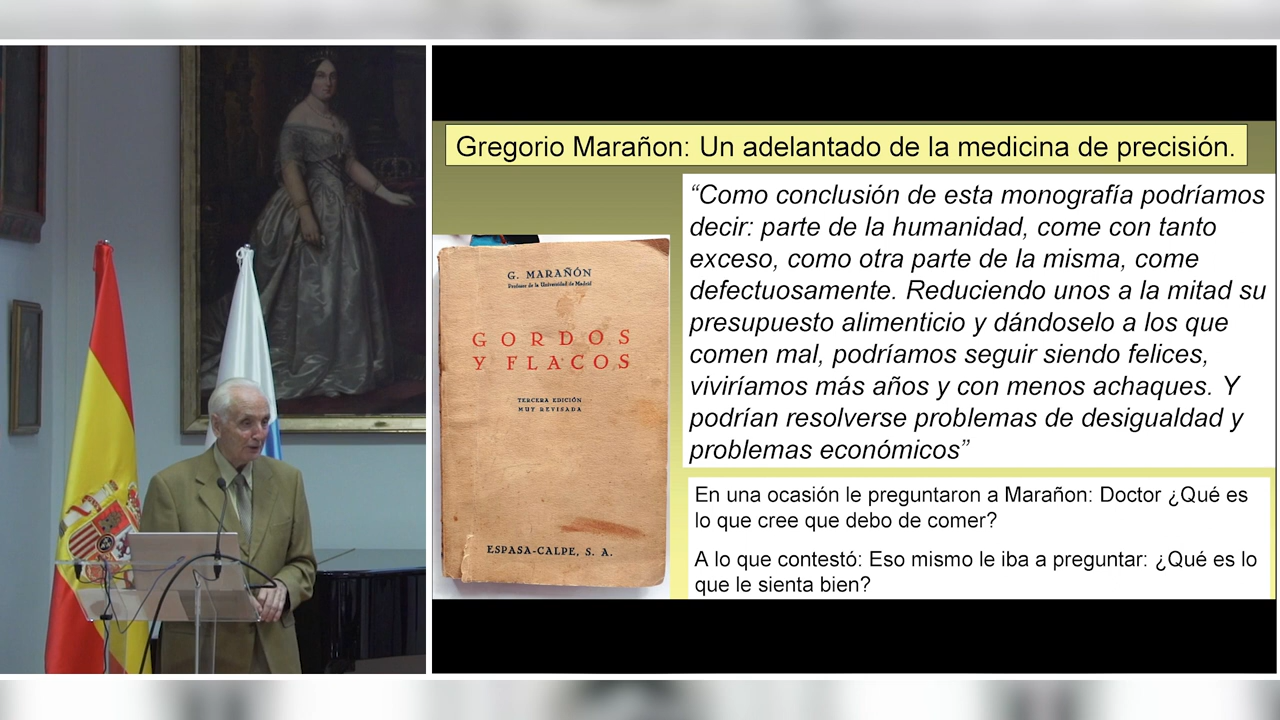 Gregorio Marañon: Un adelantado de la medicina de precisión.
“Como conclusión de esta monografía podríamos
decir: parte de la humanidad, come con tanto
exceso, como otra parte de la misma, come
defectuosamente. Reduciendo unos a la mitad su
presupuesto alimenticio y dándoselo a los que
comen mal, podríamos seguir siendo felices,
viviríamos más años y con menos achaques. Y
podrían resolverse problemas de desigualdad y
problemas económicos”
G. MARAÑÓN
Profesor de la Universidad de Madrid
GORDOS
Y FLACOS
TERCERA EDICIÓN
MUY REVISADA
ESPASA-CALPE, S. A.
En una ocasión le preguntaron a Marañon: Doctor ¿Qué es
lo que cree que debo de comer?
A lo que contestó: Eso mismo le iba a preguntar: ¿Qué es lo
que le sienta bien?